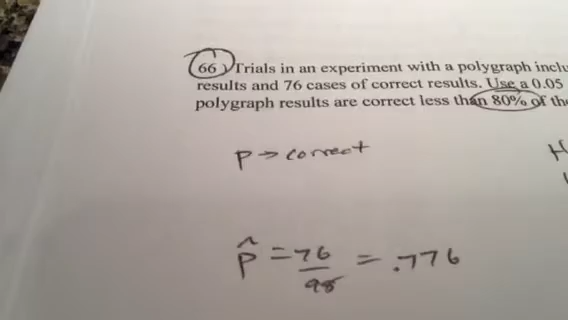 66) Trials in an experiment with a polygraph inclu
results and 76 cases of correct results. Use a 0.05
polygraph results are correct less than 80% of the
P → correct
H
p̂ = 76/98 = .776